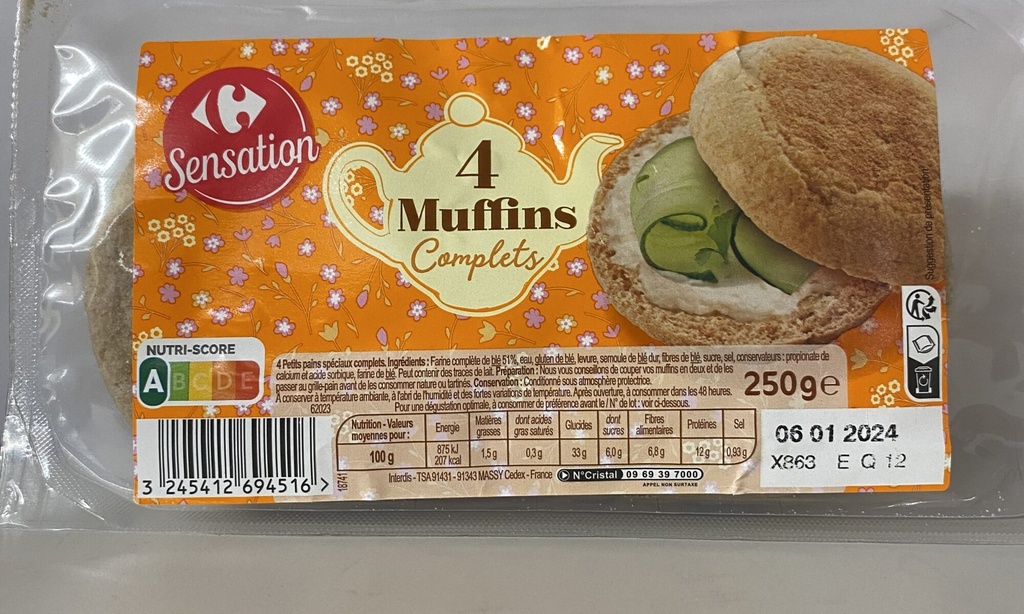 Sensation
4
Muffins
Complets
Suggestion de présentation
NUTRI-SCORE
A B C D E
4 Petits pains spéciaux complets. Ingrédients : Farine complète de blé 51%, eau, gluten de blé, levure, semoule de blé dur, fibres de blé, sucre, sel, conservateurs : propionate de
calcium et acide sorbique, farine de blé. Peut contenir des traces de lait. Préparation : Nous vous conseillons de couper vos muffins en deux et de les
passer au grille-pain avant de les consommer nature ou tartinés. Conservation : Conditionné sous atmosphère protectrice.
A conserver à température ambiante, à l'abri de l'humidité et des fortes variations de température. Après ouverture, à consommer dans les 48 heures.
62023 Pour une dégustation optimale, à consommer de préférence avant le / N° de lot : voir ci-dessous.
250g e
Nutrition - Valeurs moyennes pour : Energie Matières grasses dont acides gras saturés Glucides dont sucres Fibres alimentaires Protéines Sel
100 g 875 kJ 207 kcal 1,5 g 0,3 g 33 g 6,0 g 6,8 g 12 g 0,93 g
Interdis - TSA 91431 - 91343 MASSY Cedex - France N°Cristal 09 69 39 7000
APPEL NON SURTAXE
18741
3 245412 694516 >
06 01 2024
X863 E Q 12